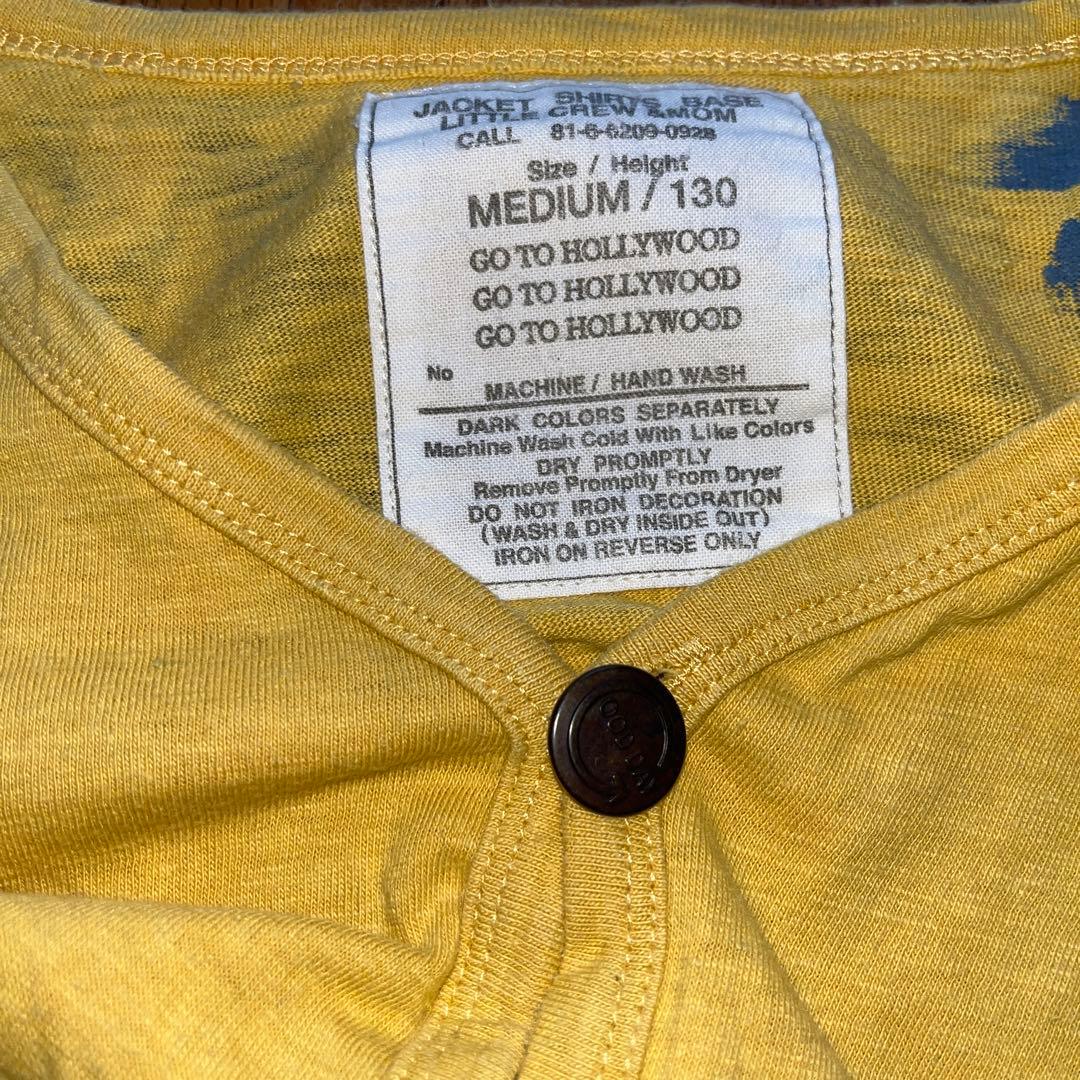 JACKET SHIRTS BASE
LITTLE CREW &MOM
CALL 81-6-6209-0928
Size / Height
MEDIUM / 130
GO TO HOLLYWOOD
GO TO HOLLYWOOD
GO TO HOLLYWOOD
No
MACHINE / HAND WASH
DARK COLORS SEPARATELY
Machine Wash Cold With Like Colors
DRY PROMPTLY
Remove Promptly From Dryer
DO NOT IRON DECORATION
(WASH & DRY INSIDE OUT)
IRON ON REVERSE ONLY